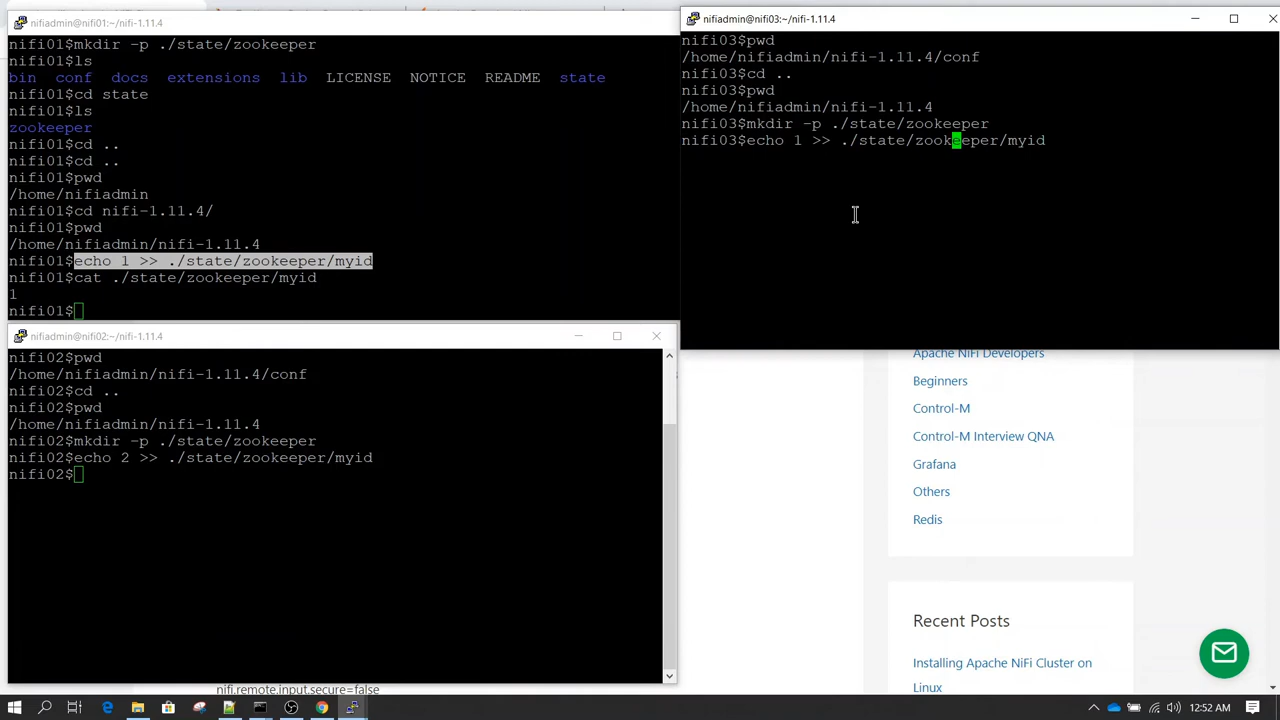 nifiadmin@nifi01:~/nifi-1.11.4
nifi01$mkdir -p ./state/zookeeper
nifi01$ls
bin conf docs extensions lib LICENSE NOTICE README state
nifi01$cd state
nifi01$ls
zookeeper
nifi01$cd ..
nifi01$cd ..
nifi01$pwd
/home/nifiadmin
nifi01$cd nifi-1.11.4/
nifi01$pwd
/home/nifiadmin/nifi-1.11.4
nifi01$echo 1 >> ./state/zookeeper/myid
nifi01$cat ./state/zookeeper/myid
1
nifi01$
nifiadmin@nifi03:~/nifi-1.11.4
nifi03$pwd
/home/nifiadmin/nifi-1.11.4/conf
nifi03$cd ..
nifi03$pwd
/home/nifiadmin/nifi-1.11.4
nifi03$mkdir -p ./state/zookeeper
nifi03$echo 1 >> ./state/zookeeper/myid
nifiadmin@nifi02:~/nifi-1.11.4
nifi02$pwd
/home/nifiadmin/nifi-1.11.4/conf
nifi02$cd ..
nifi02$pwd
/home/nifiadmin/nifi-1.11.4
nifi02$mkdir -p ./state/zookeeper
nifi02$echo 2 >> ./state/zookeeper/myid
nifi02$
Apache NiFi Developers
Beginners
Control-M
Control-M Interview QNA
Grafana
Others
Redis
Recent Posts
Installing Apache NiFi Cluster on
Linux
nifi.remote.input.secure=false
12:52 AM